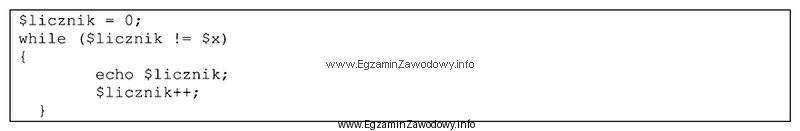 $licznik = 0;
while ($licznik != $x)
{
echo $licznik;
www.EgzaminZawodowy.info
$licznik++;
}
www.EgzaminZawodowy.info